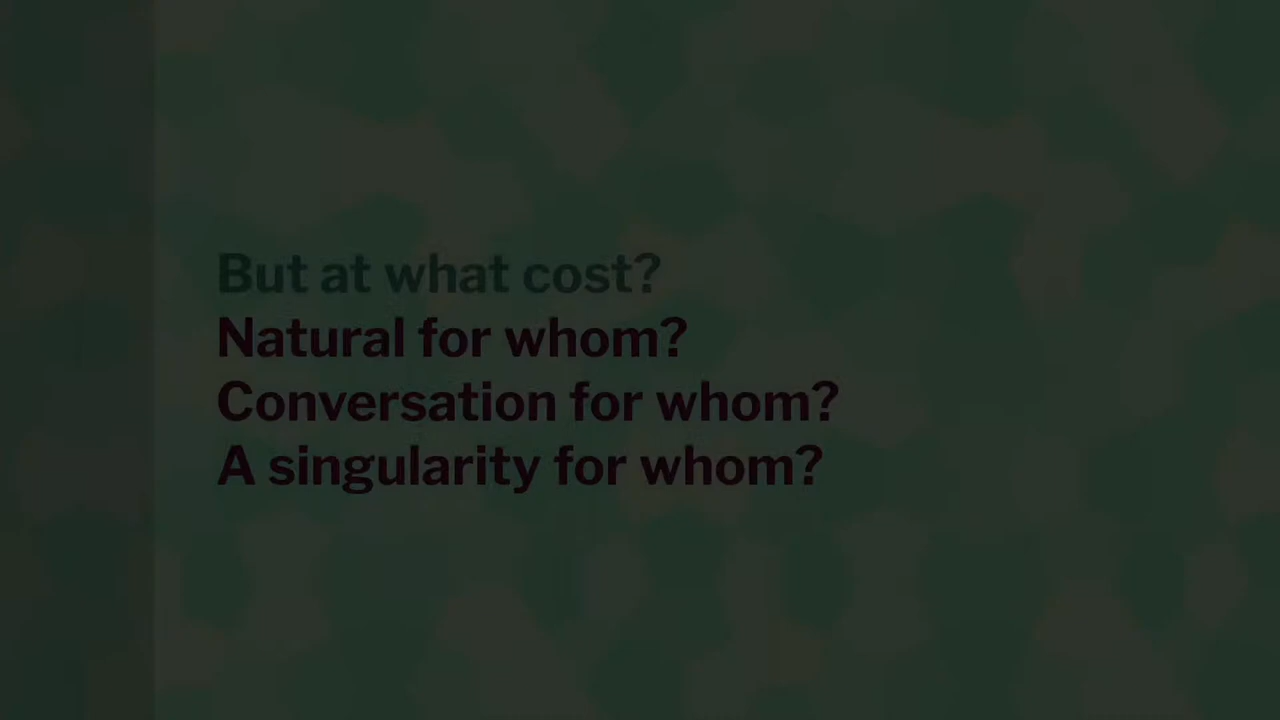 But at what cost?
Natural for whom?
Conversation for whom?
A singularity for whom?